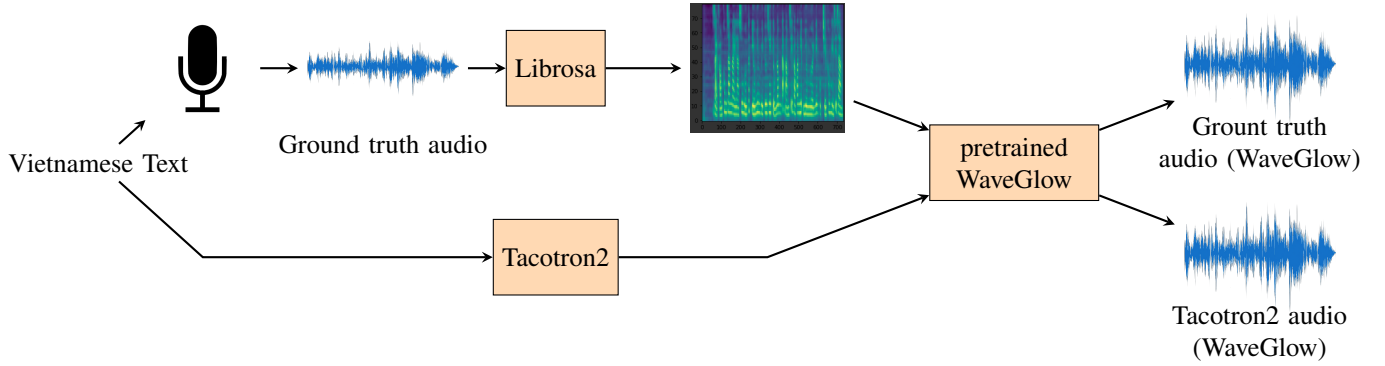 Librosa
Ground truth audio
Vietnamese Text
pretrained
WaveGlow
Grount truth
audio (WaveGlow)
Tacotron2
Tacotron2 audio
(WaveGlow)